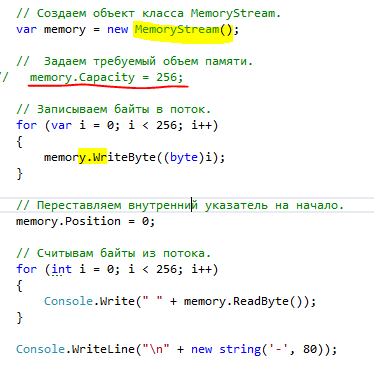 // Создаем объект класса MemoryStream.
var memory = new MemoryStream();
// Задаем требуемый объем памяти.
// memory.Capacity = 256;
// Записываем байты в поток.
for (var i = 0; i < 256; i++)
{
memory.WriteByte((byte)i);
}
// Переставляем внутренний указатель на начало.
memory.Position = 0;
// Считывам байты из потока.
for (int i = 0; i < 256; i++)
{
Console.Write(" " + memory.ReadByte());
}
Console.WriteLine("\n" + new string('-', 80));